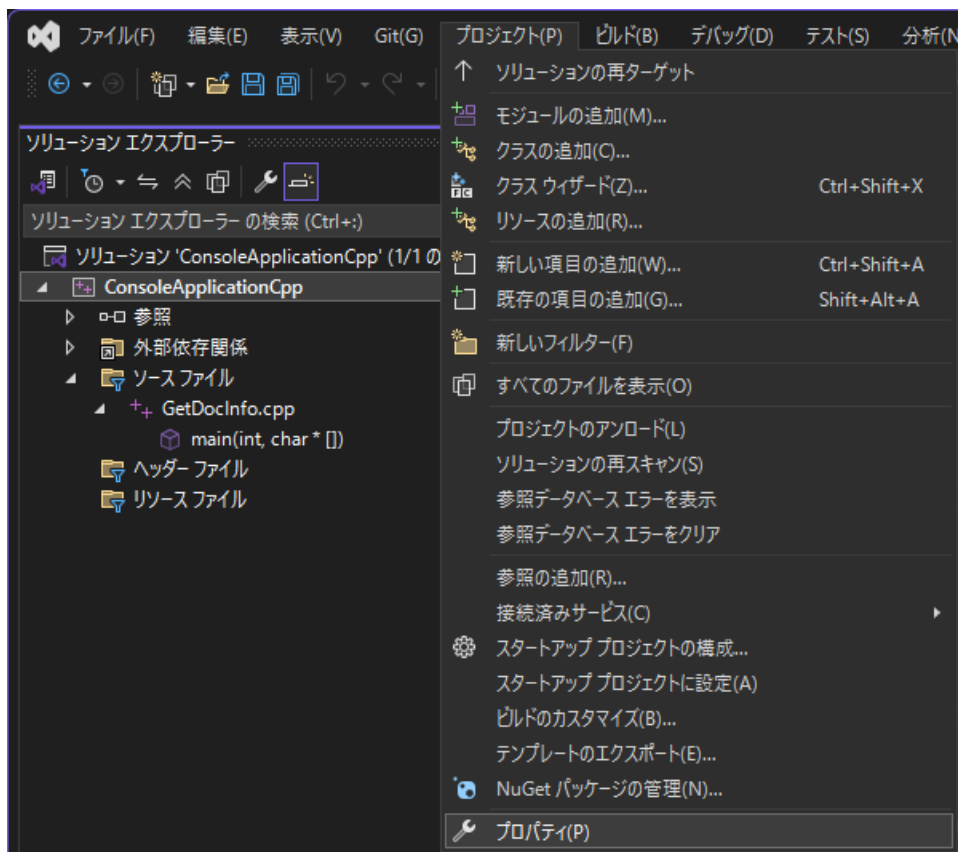 ファイル(F) 編集(E) 表示(V) Git(G) プロジェクト(P) ビルド(B) デバッグ(D) テスト(S) 分析(N
ソリューション エクスプローラー
ソリューション エクスプローラー の検索 (Ctrl+:)
ソリューション 'ConsoleApplicationCpp' (1/1 の
ConsoleApplicationCpp
参照
外部依存関係
ソース ファイル
GetDocInfo.cpp
main(int, char * [])
ヘッダー ファイル
リソース ファイル
ソリューションの再ターゲット
モジュールの追加(M)...
クラスの追加(C)...
クラス ウィザード(Z)... Ctrl+Shift+X
リソースの追加(R)...
新しい項目の追加(W)... Ctrl+Shift+A
既存の項目の追加(G)... Shift+Alt+A
新しいフィルター(F)
すべてのファイルを表示(O)
プロジェクトのアンロード(L)
ソリューションの再スキャン(S)
参照データベース エラーを表示
参照データベース エラーをクリア
参照の追加(R)...
接続済みサービス(C)
スタートアップ プロジェクトの構成...
スタートアップ プロジェクトに設定(A)
ビルドのカスタマイズ(B)...
テンプレートのエクスポート(E)...
NuGet パッケージの管理(N)...
プロパティ(P)